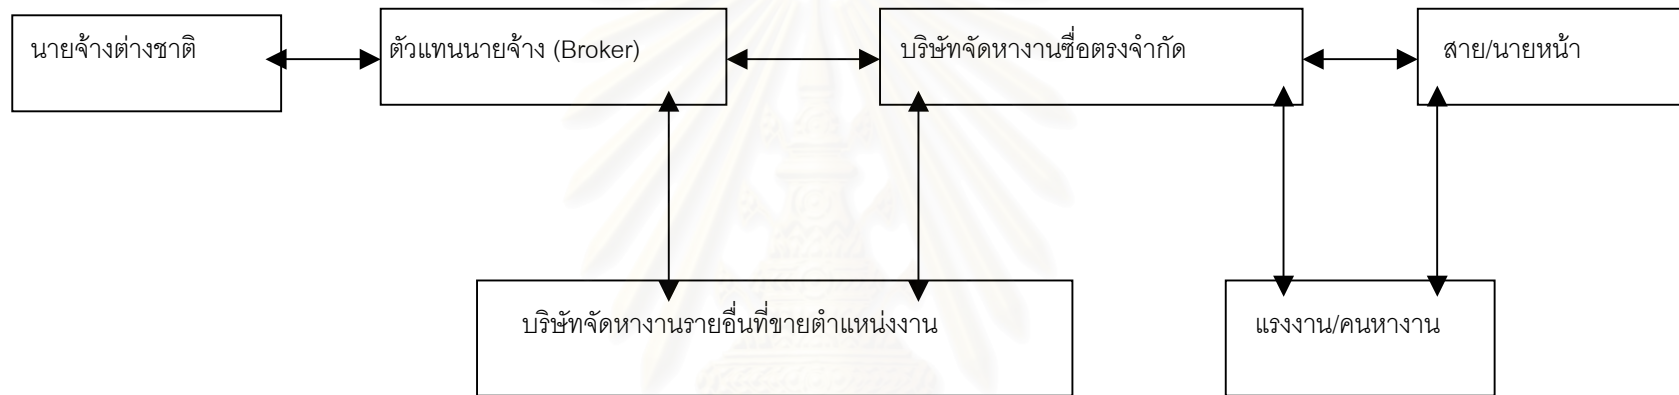 นายจ้างต่างชาติ
ตัวแทนนายจ้าง (Broker)
บริษัทจัดหางานซื่อตรงจำกัด
สาย/นายหน้า
บริษัทจัดหางานรายอื่นที่ขายตำแหน่งงาน
แรงงาน/คนหางาน